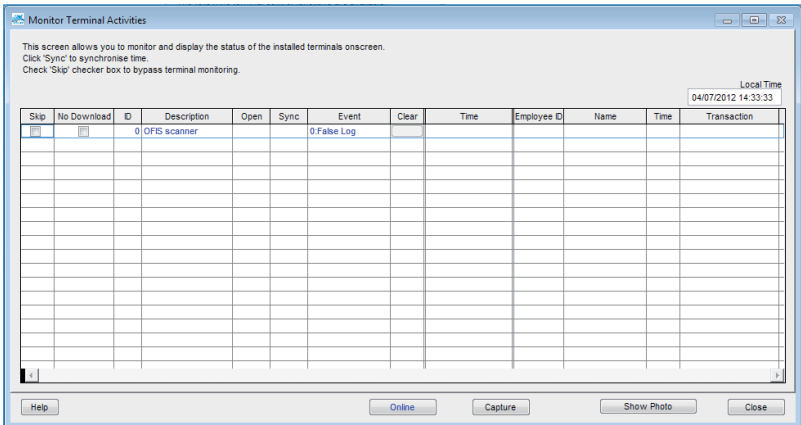 Monitor Terminal Activities
This screen allows you to monitor and display the status of the installed terminals onscreen.
Click 'Sync' to synchronise time.
Check 'Skip' checker box to bypass terminal monitoring.
Local Time
04/07/2012 14:33:33
Skip No Download ID Description Open Sync Event Clear Time Employee ID Name Time Transaction
0 OFIS scanner 0:False Log
Help Online Capture Show Photo Close